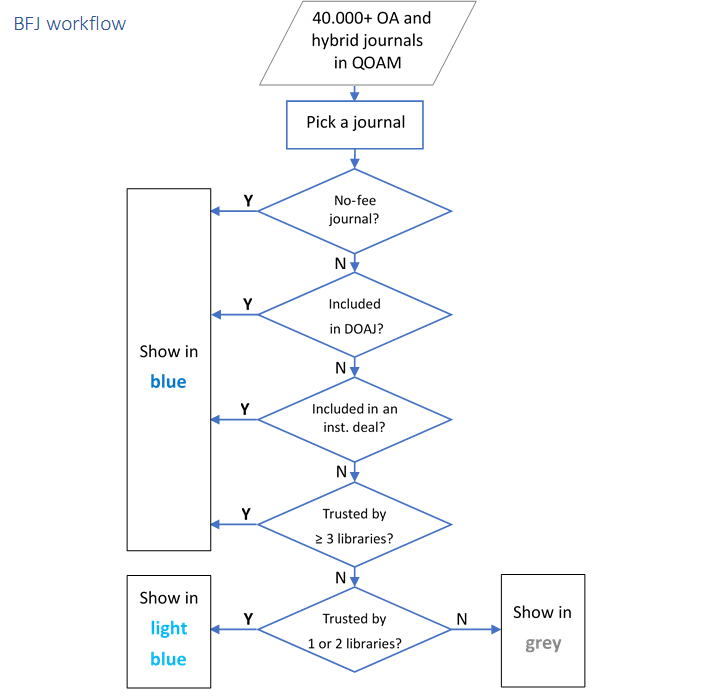 BFJ workflow
40.000+ OA and
hybrid journals
in QOAM
Pick a journal
No-fee
journal?
Y
N
Included
in DOAJ?
Y
N
Included in an
inst. deal?
Y
N
Show in
blue
Trusted by
≥ 3 libraries?
Y
N
Trusted by
1 or 2 libraries?
Y
N
Show in
light
blue
Show in
grey